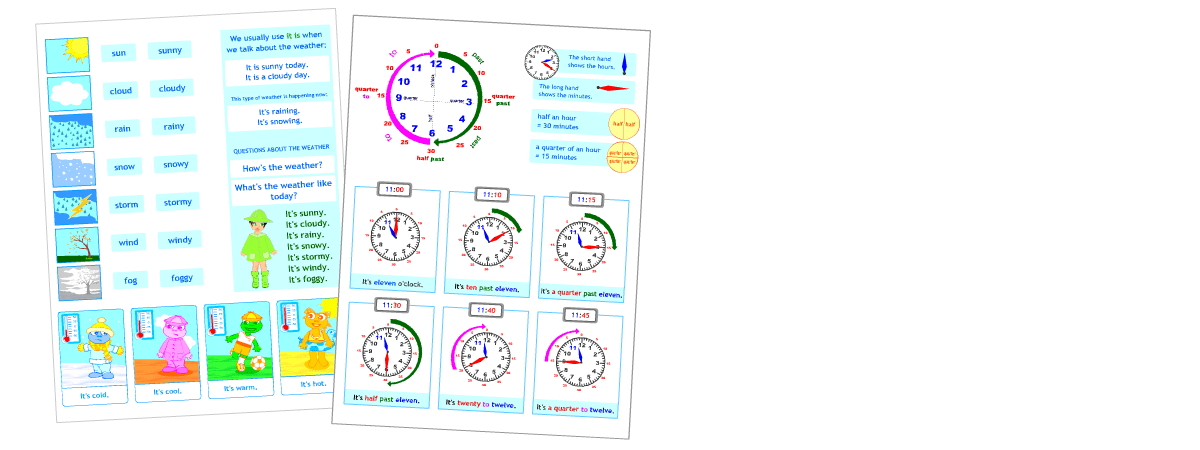 sun sunny
cloud cloudy
rain rainy
snow snowy
storm stormy
wind windy
fog foggy
We usually use it is when
we talk about the weather:
It is sunny today.
It is a cloudy day.
This type of weather is happening now:
It's raining.
It's snowing.
QUESTIONS ABOUT THE WEATHER
How's the weather?
What's the weather like
today?
It's sunny.
It's cloudy.
It's rainy.
It's snowy.
It's stormy.
It's windy.
It's foggy.
It's cold.
It's cool.
It's warm.
It's hot.
0
5 5
to past
10 10
quarter
to
15 15
quarter
past
20 20
to past
25 25
30
half past
12
11 1
10 2
9 quarter quarter 3
8 4
7 5
6
The short hand
shows the hours.
The long hand
shows the minutes.
half an hour
= 30 minutes
half half
a quarter of an hour
= 15 minutes
11:00
It's eleven o'clock.
11:10
It's ten past eleven.
11:15
It's a quarter past eleven.
11:30
It's half past eleven.
11:40
It's twenty to twelve.
11:45
It's a quarter to twelve.